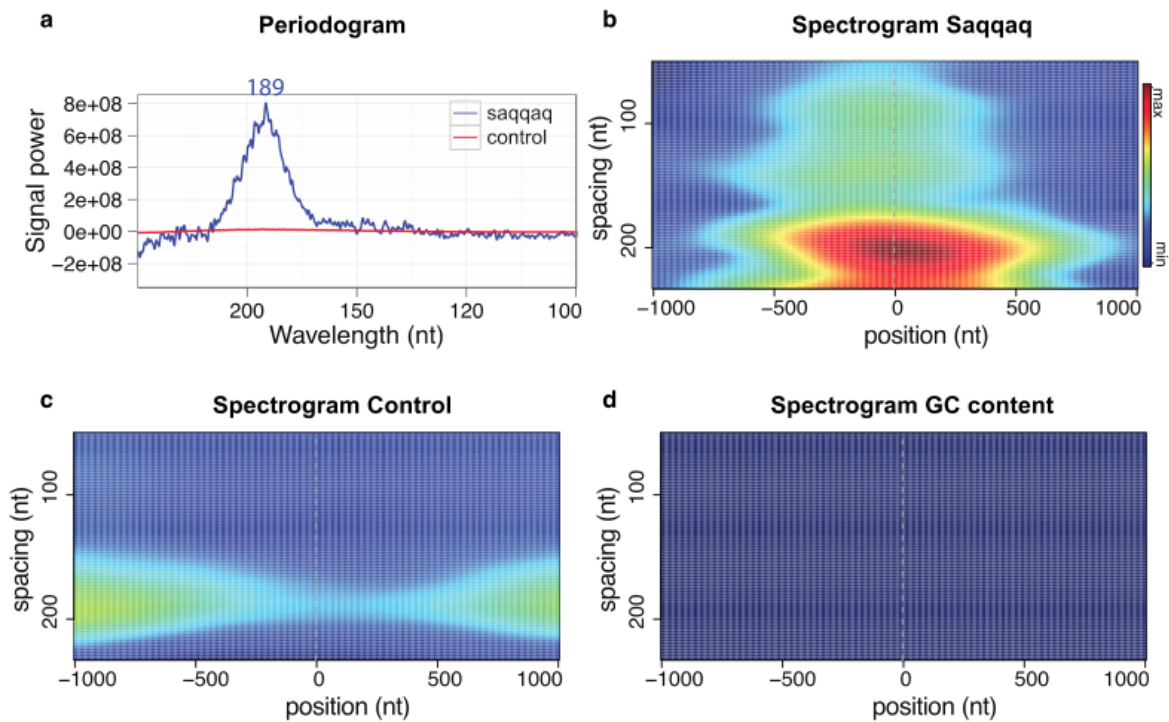 a
Periodogram
189
8e+08
6e+08
4e+08
2e+08
0e+00
−2e+08
Signal power
saqqaq
control
200
150
120
100
Wavelength (nt)
b
Spectrogram Saqqaq
spacing (nt)
100
200
−1000
−500
0
500
1000
position (nt)
max
min
c
Spectrogram Control
spacing (nt)
100
200
−1000
−500
0
500
1000
position (nt)
d
Spectrogram GC content
spacing (nt)
100
200
−1000
−500
0
500
1000
position (nt)